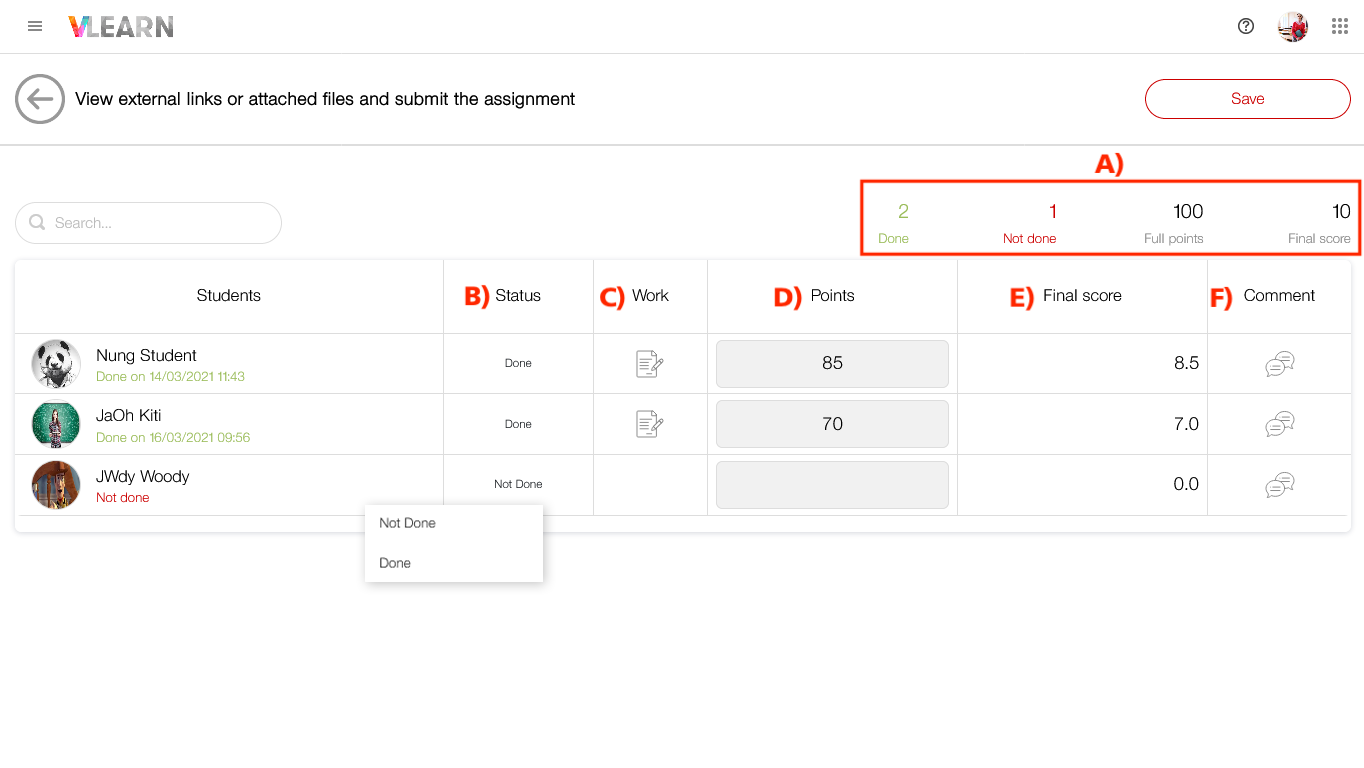 VLEARN
View external links or attached files and submit the assignment
Save
A)
Search...
2 1 100 10
Done Not done Full points Final score
Students B) Status C) Work D) Points E) Final score F) Comment
Nung Student
Done on 14/03/2021 11:43
Done 85 8.5
JaOh Kiti
Done on 16/03/2021 09:56
Done 70 7.0
JWdy Woody
Not done
Not Done 0.0
Not Done
Done